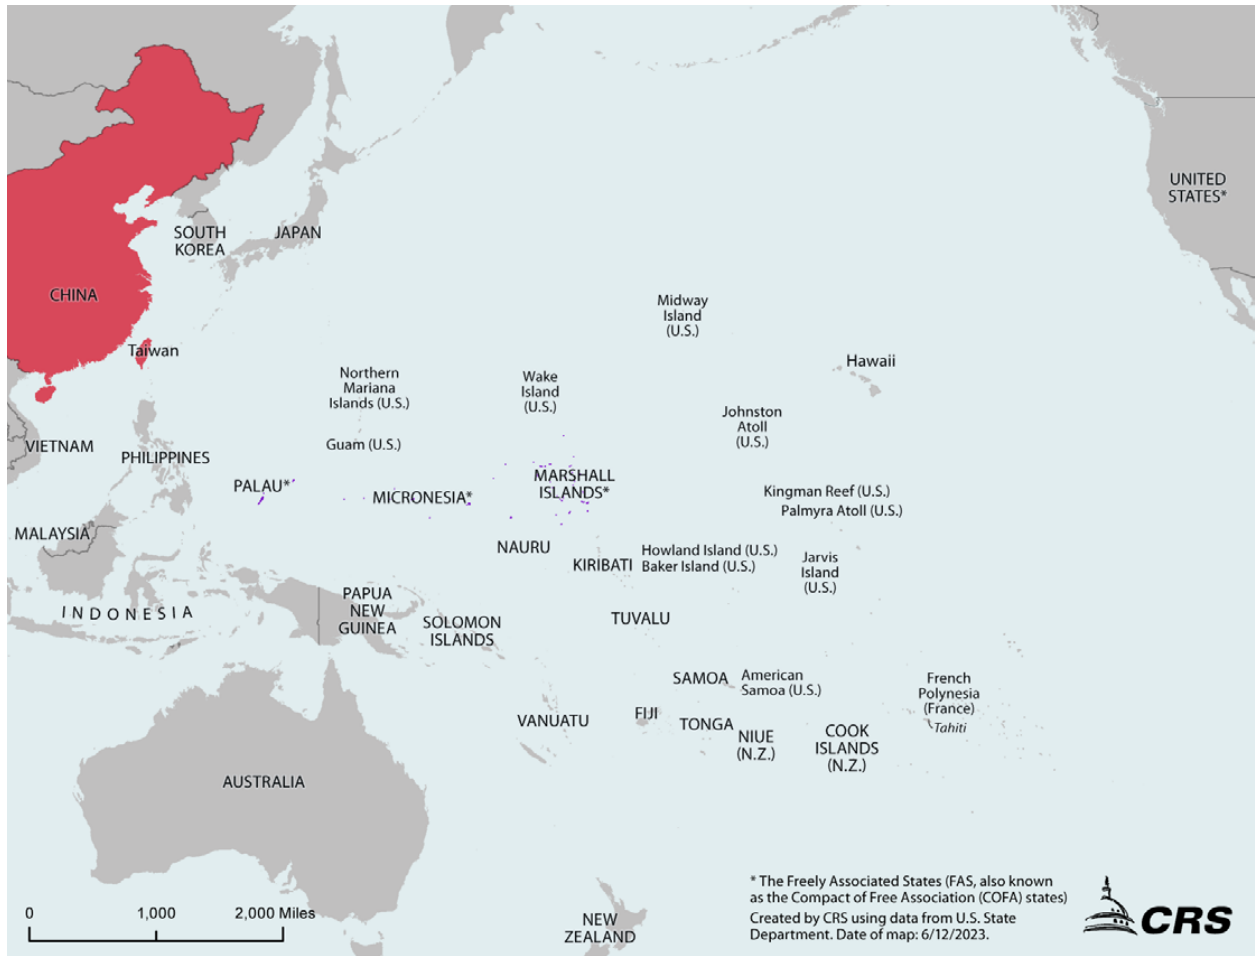 UNITED
STATES*
SOUTH
KOREA
JAPAN
CHINA
Midway
Island
(U.S.)
Taiwan
Hawaii
Northern
Mariana
Islands (U.S.)
Wake
Island
(U.S.)
Johnston
Atoll
(U.S.)
Guam (U.S.)
VIETNAM
PHILIPPINES
PALAU*
MICRONESIA*
MARSHALL
ISLANDS*
Kingman Reef (U.S.)
Palmyra Atoll (U.S.)
MALAYSIA
NAURU
KIRIBATI
Howland Island (U.S.)
Baker Island (U.S.)
Jarvis
Island
(U.S.)
INDONESIA
PAPUA
NEW
GUINEA
SOLOMON
ISLANDS
TUVALU
SAMOA
American
Samoa (U.S.)
French
Polynesia
(France)
Tahiti
VANUATU
FIJI
TONGA
NIUE
(N.Z.)
COOK
ISLANDS
(N.Z.)
AUSTRALIA
NEW
ZEALAND
0 1,000 2,000 Miles
* The Freely Associated States (FAS, also known
as the Compact of Free Association (COFA) states)
Created by CRS using data from U.S. State
Department. Date of map: 6/12/2023.
CRS